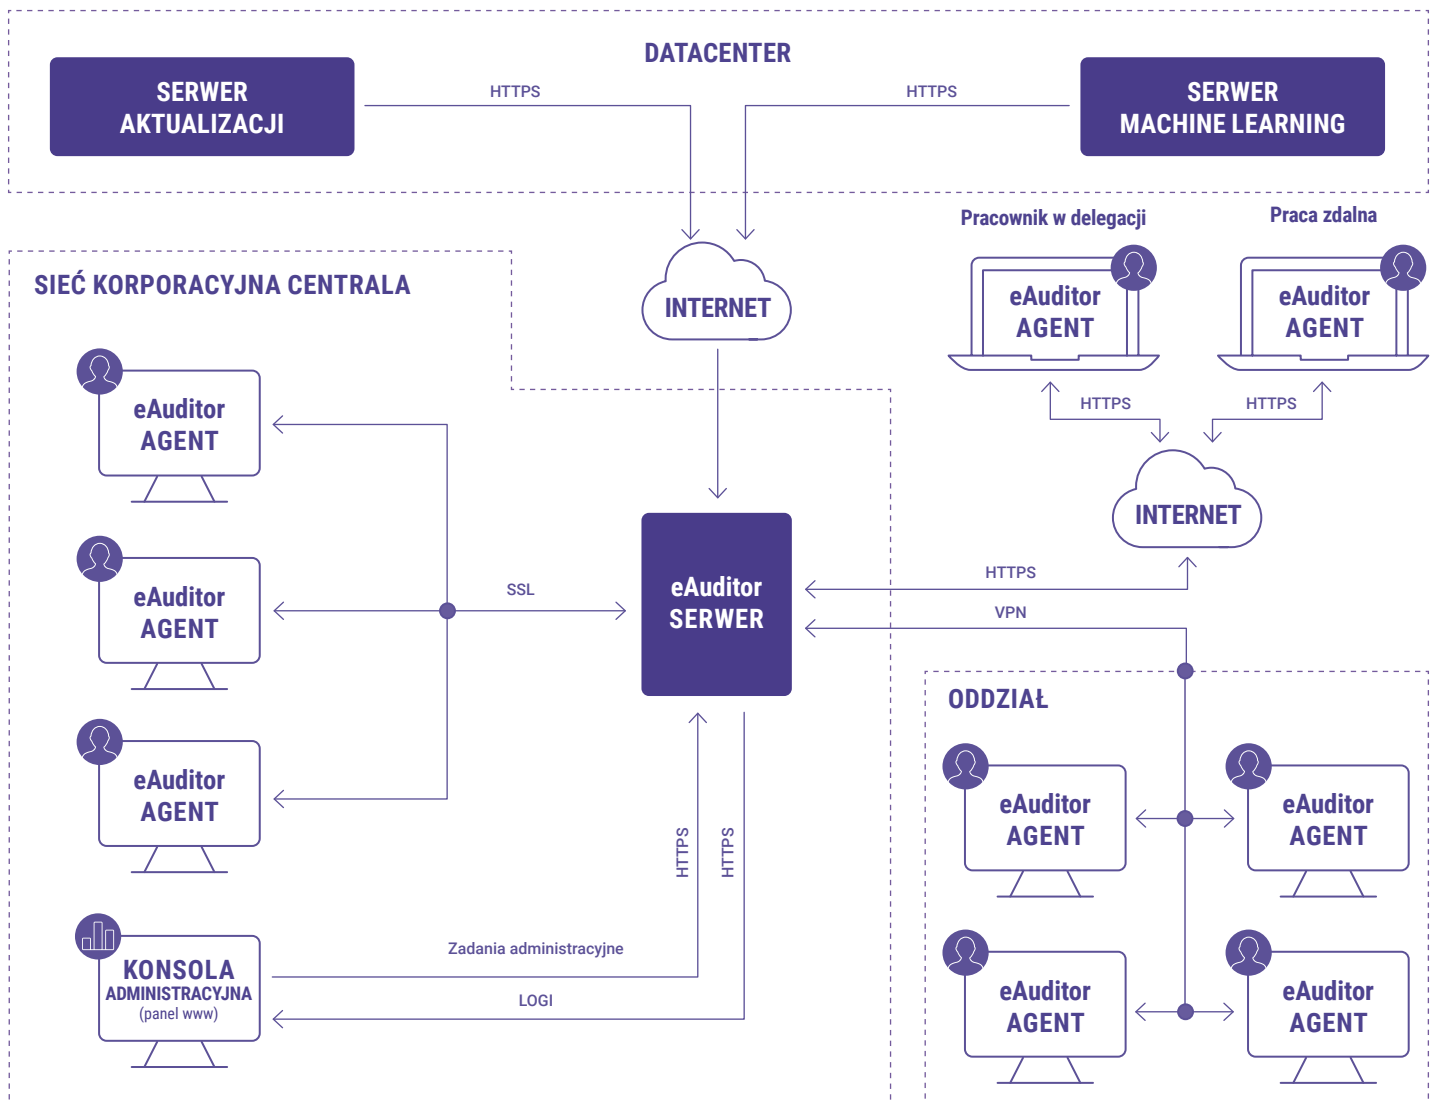 DATACENTER
SERWER
AKTUALIZACJI
HTTPS
HTTPS
SERWER
MACHINE LEARNING
Pracownik w delegacji
Praca zdalna
SIEĆ KORPORACYJNA CENTRALA
INTERNET
eAuditor
AGENT
eAuditor
AGENT
HTTPS
HTTPS
INTERNET
eAuditor
AGENT
eAuditor
AGENT
eAuditor
AGENT
SSL
eAuditor
SERWER
HTTPS
VPN
ODDZIAŁ
eAuditor
AGENT
eAuditor
AGENT
eAuditor
AGENT
eAuditor
AGENT
HTTPS
HTTPS
Zadania administracyjne
LOGI
KONSOLA
ADMINISTRACYJNA
(panel www)